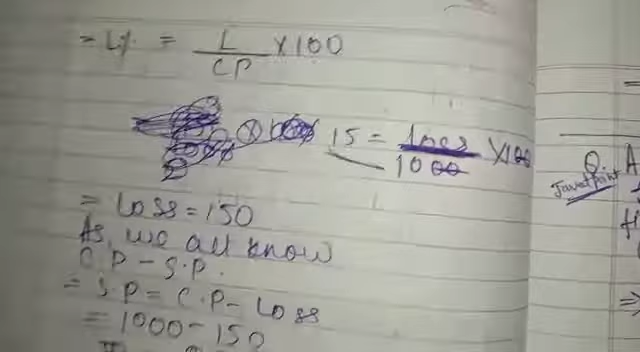 = L% = L/CP ×100
15 = Loss/1000 ×100
= Loss = 150
As, we all know
C.P - S.P.
= S.P = C.P - Loss
= 1000 - 150
Q. A